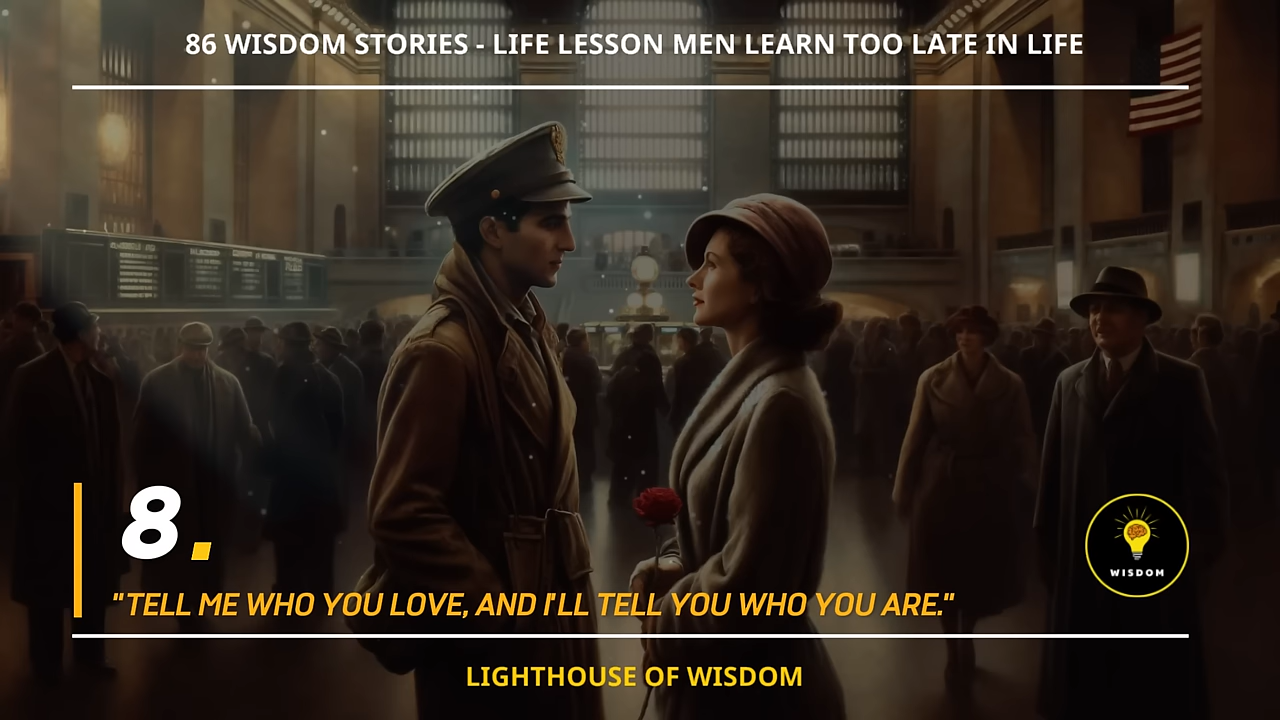 86 WISDOM STORIES - LIFE LESSON MEN LEARN TOO LATE IN LIFE
8.
"TELL ME WHO YOU LOVE, AND I'LL TELL YOU WHO YOU ARE."
WISDOM
LIGHTHOUSE OF WISDOM